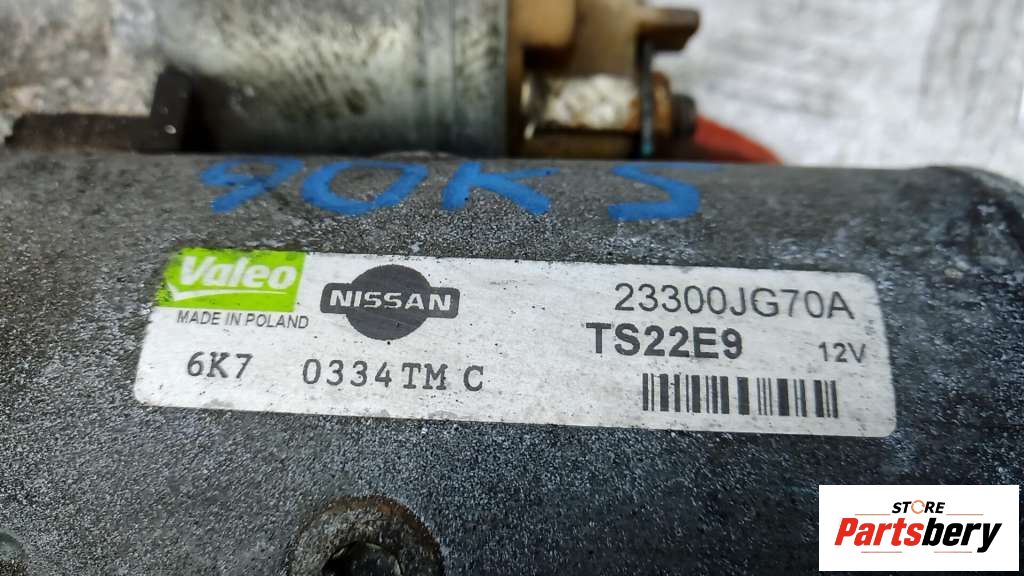 90KS
Valeo
NISSAN
23300JG70A
MADE IN POLAND
TS22E9
12V
6K7 0334TM C
STORE
Partsbery